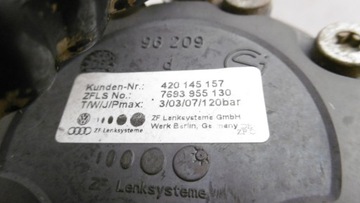 96 209
Kunden-Nr.: 420 145 157
ZFLS No.: 7693 955 130
T/W/J/Pmax: 3/03/07/120bar
ZF Lenksysteme GmbH
ZF Lenksysteme
Werk Berlin, Germany
ZF Lenksysteme